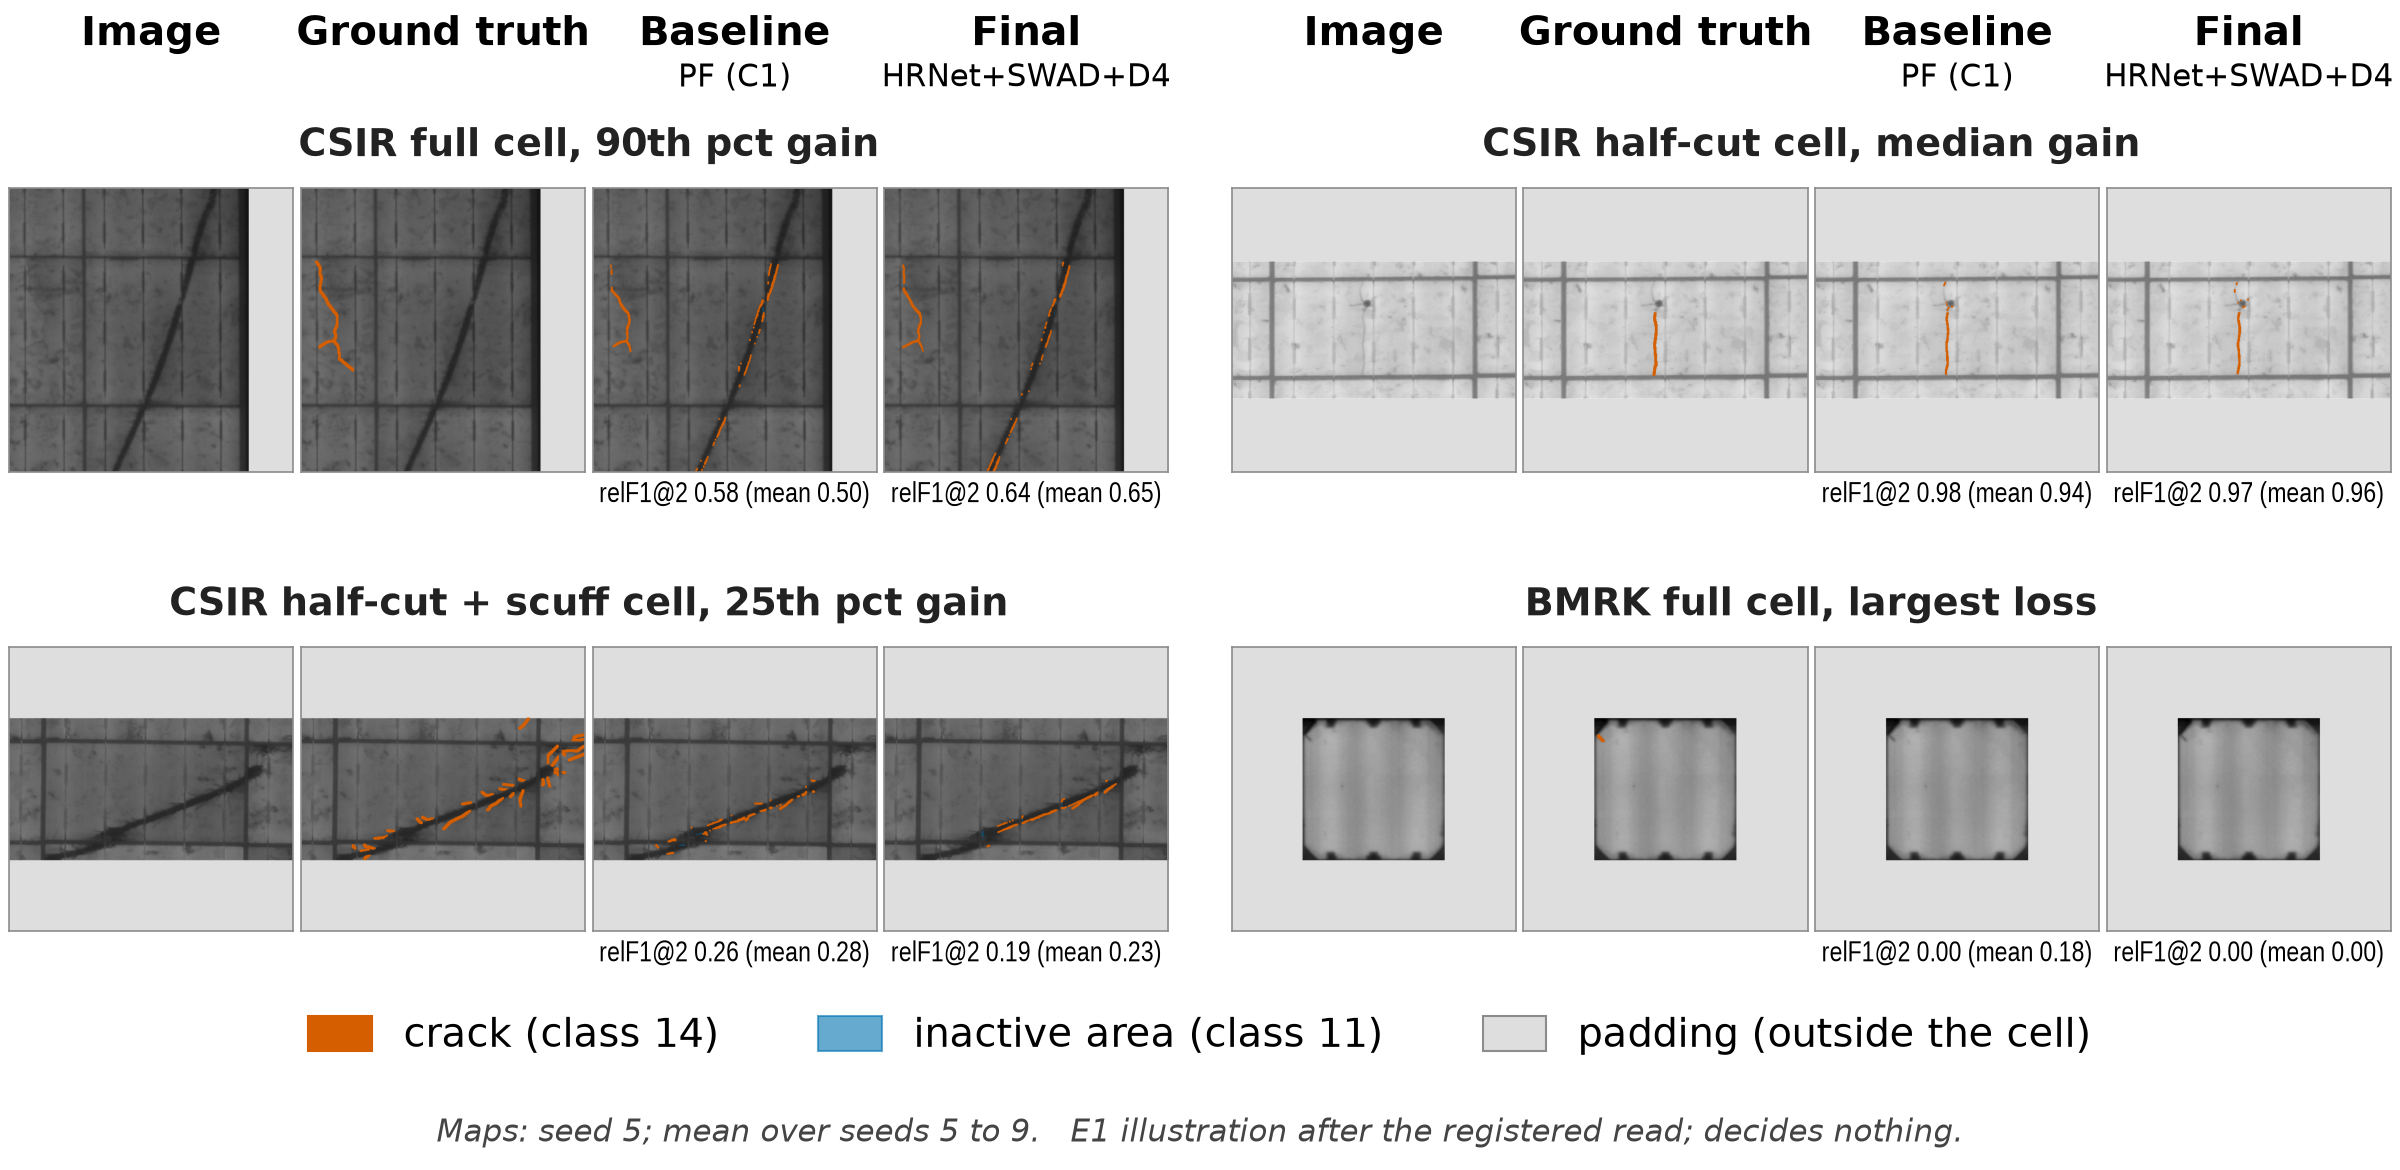 Image Ground truth Baseline Final Image Ground truth Baseline Final
PF (C1) HRNet+SWAD+D4 PF (C1) HRNet+SWAD+D4
CSIR full cell, 90th pct gain
relF1@2 0.58 (mean 0.50) relF1@2 0.64 (mean 0.65)
CSIR half-cut cell, median gain
relF1@2 0.98 (mean 0.94) relF1@2 0.97 (mean 0.96)
CSIR half-cut + scuff cell, 25th pct gain
relF1@2 0.26 (mean 0.28) relF1@2 0.19 (mean 0.23)
BMRK full cell, largest loss
relF1@2 0.00 (mean 0.18) relF1@2 0.00 (mean 0.00)
crack (class 14) inactive area (class 11) padding (outside the cell)
Maps: seed 5; mean over seeds 5 to 9. E1 illustration after the registered read; decides nothing.